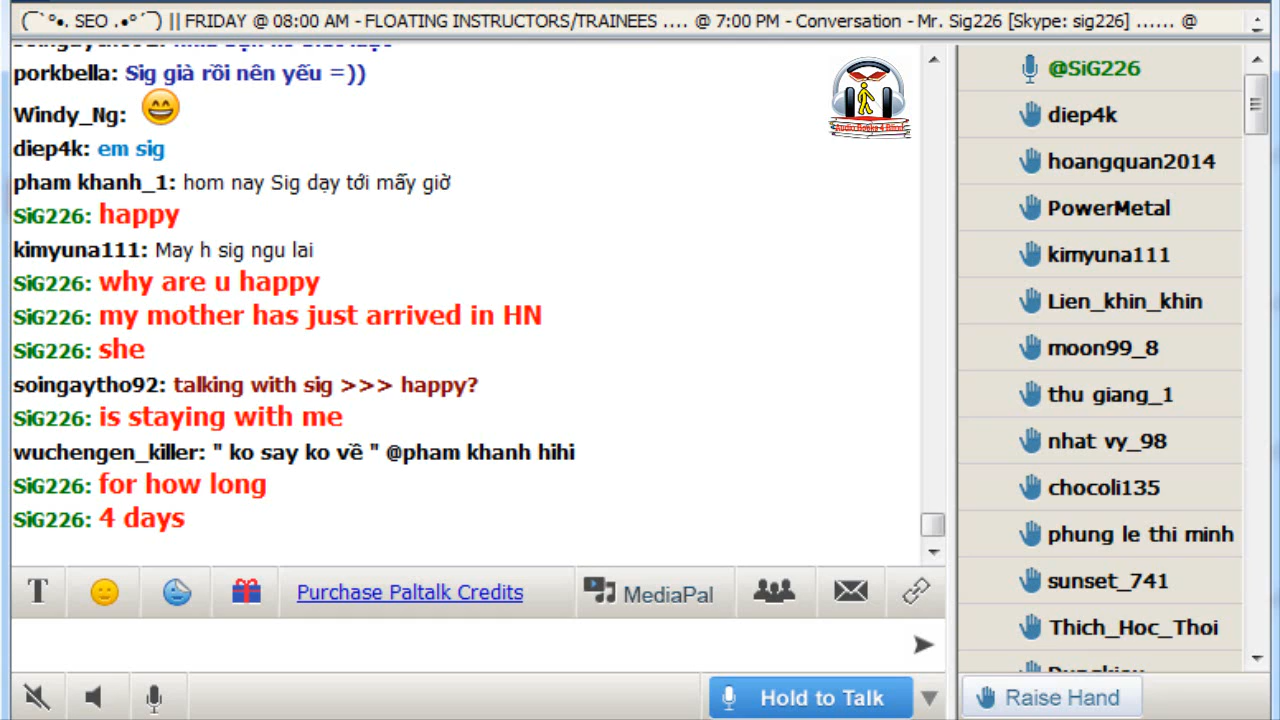 (¯`°•. SEO .•°´¯) || FRIDAY @ 08:00 AM - FLOATING INSTRUCTORS/TRAINEES .... @ 7:00 PM - Conversation - Mr. Sig226 [Skype: sig226] ...... @
porkbella: Sig già rồi nên yếu =))
Windy_Ng:
diep4k: em sig
pham khanh_1: hom nay Sig dạy tới mấy giờ
SiG226: happy
kimyuna111: May h sig ngu lai
SiG226: why are u happy
SiG226: my mother has just arrived in HN
SiG226: she
soingaytho92: talking with sig >>> happy?
SiG226: is staying with me
wuchengen_killer: " ko say ko về " @pham khanh hihi
SiG226: for how long
SiG226: 4 days
Purchase Paltalk Credits
MediaPal
Hold to Talk
@SiG226
diep4k
hoangquan2014
PowerMetal
kimyuna111
Lien_khin_khin
moon99_8
thu giang_1
nhat vy_98
chocoli135
phung le thi minh
sunset_741
Thich_Hoc_Thoi
Raise Hand